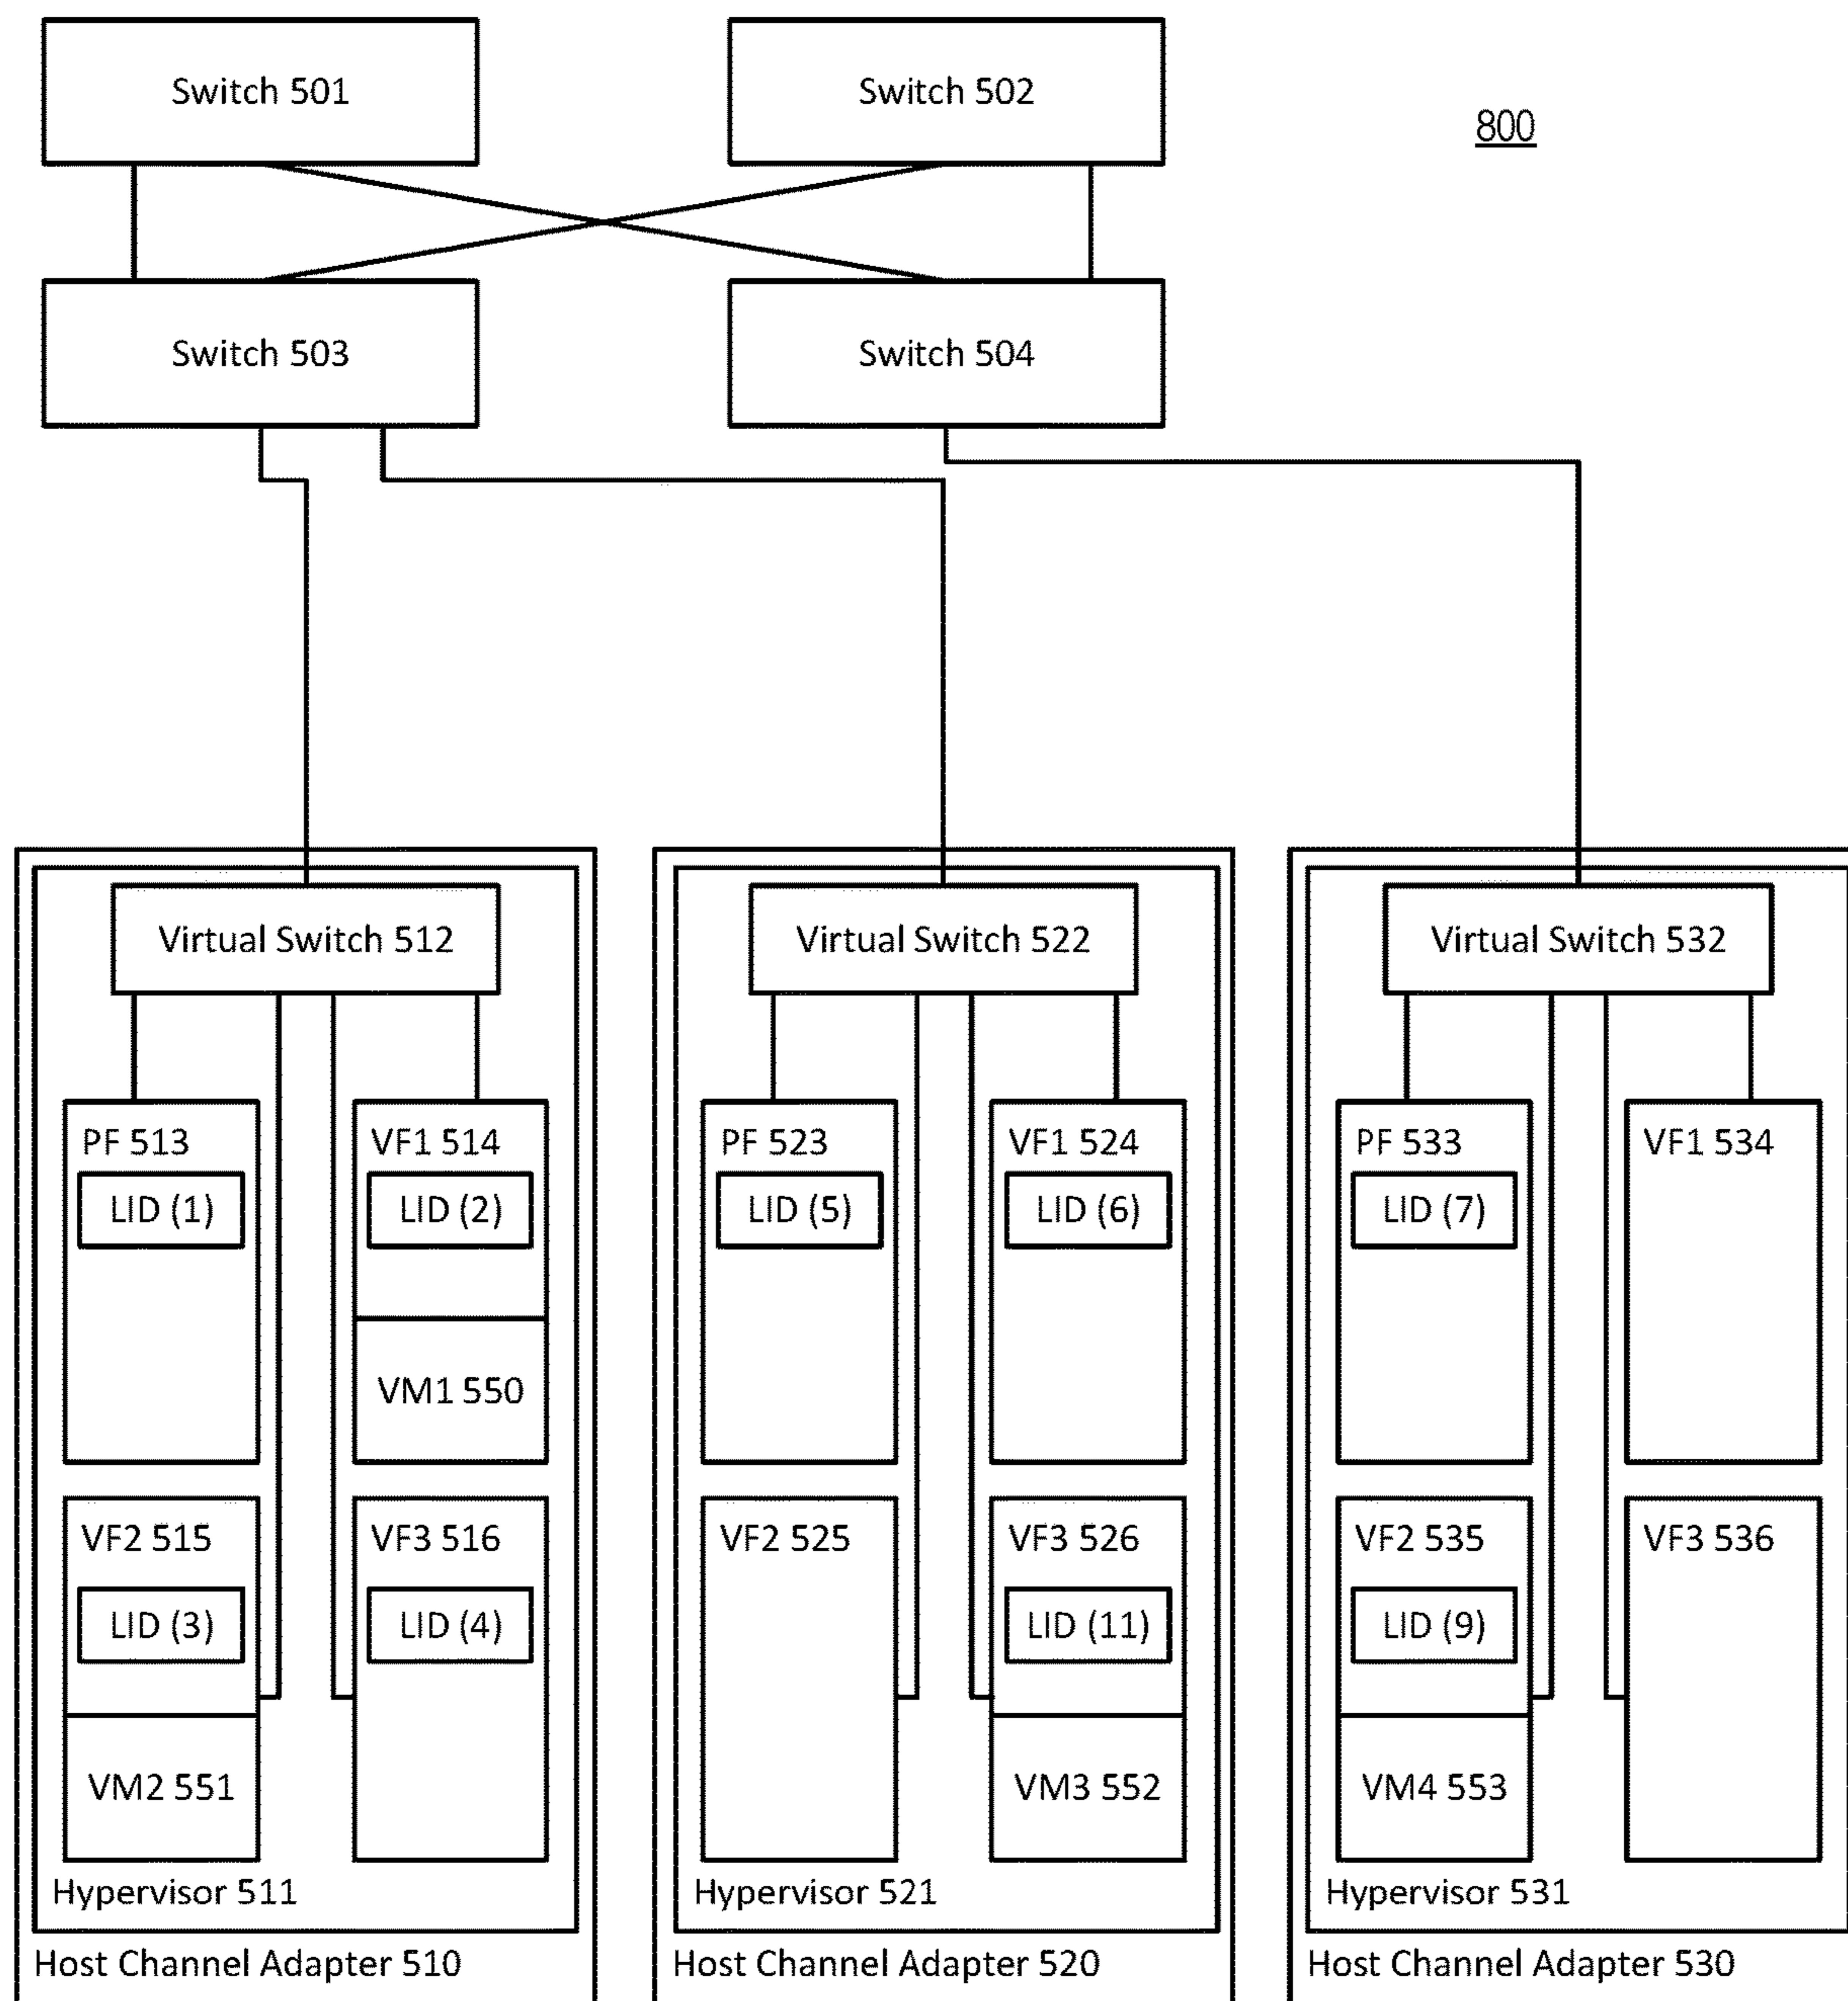 Switch 501
Switch 502
800
Switch 503
Switch 504
Virtual Switch 512
Virtual Switch 522
Virtual Switch 532
PF 513
LID (1)
VF1 514
LID (2)
VM1 550
VF2 515
LID (3)
VM2 551
VF3 516
LID (4)
Hypervisor 511
Host Channel Adapter 510
PF 523
LID (5)
VF1 524
LID (6)
VF2 525
VF3 526
LID (11)
VM3 552
Hypervisor 521
Host Channel Adapter 520
PF 533
LID (7)
VF1 534
VF2 535
LID (9)
VM4 553
VF3 536
Hypervisor 531
Host Channel Adapter 530